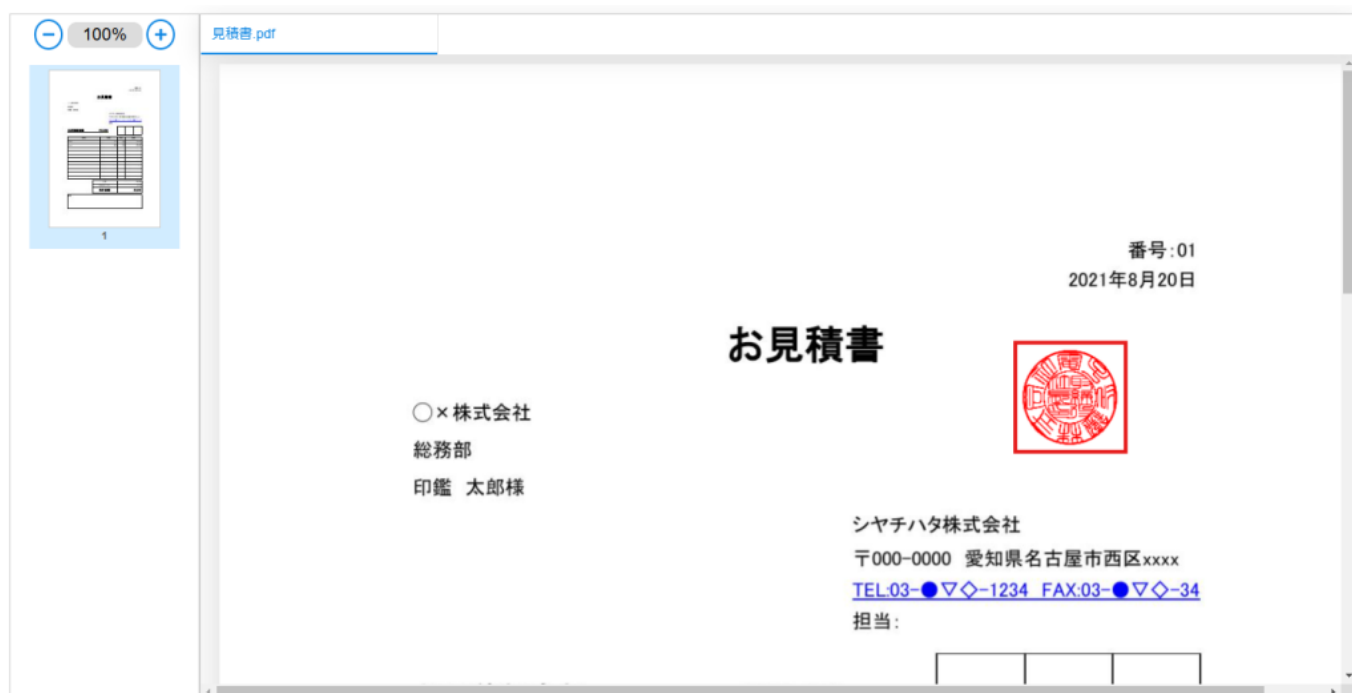 100%
見積書.pdf
1
番号:01
2021年8月20日
お見積書
○×株式会社
総務部
印鑑 太郎様
シヤチハタ株式会社
〒000-0000 愛知県名古屋市西区xxxx
TEL:03-●▽◇-1234 FAX:03-●▽◇-34
担当: